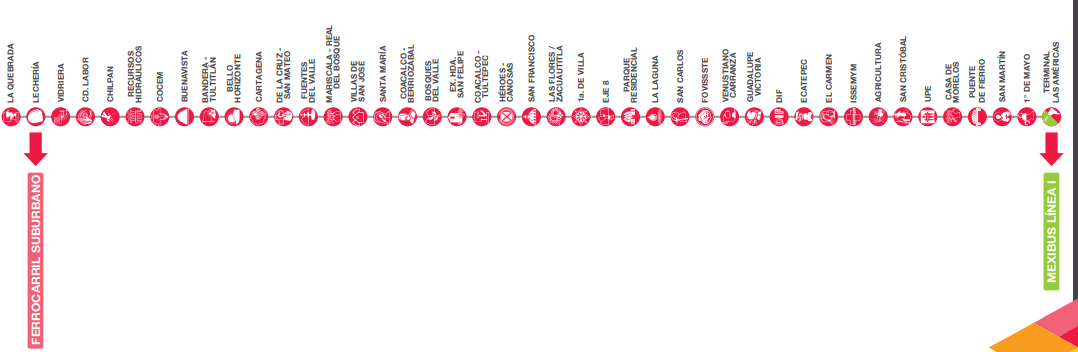 LA QUEBRADA
LECHERÍA
VIDRIERA
CD. LABOR
CHILPAN
RECURSOS
HIDRAÚLICOS
COCEM
BUENAVISTA
BANDERA -
TULTITLÁN
BELLO
HORIZONTE
CARTAGENA
DE LA CRUZ -
SAN MATEO
FUENTES
DEL VALLE
MARISCALA - REAL
DEL BOSQUE
VILLAS DE
SAN JOSÉ
SANTA MARÍA
COACALCO -
BERRIOZÁBAL
BOSQUES
DEL VALLE
EX. HDA.
SAN FELIPE
COACALCO -
TULTEPEC
HÉROES -
CANOSAS
SAN FRANCISCO
LAS FLORES /
ZACUAUTITLA
1a. DE VILLA
EJE 8
PARQUE
RESIDENCIAL
LA LAGUNA
SAN CARLOS
FOVISSSTE
VENUSTIANO
CARRANZA
GUADALUPE
VICTORIA
DIF
ECATEPEC
EL CARMEN
ISSEMYM
AGRICULTURA
SAN CRISTÓBAL
UPE
CASA DE
MORELOS
PUENTE
DE FIERRO
SAN MARTÍN
1° DE MAYO
TERMINAL
LAS AMÉRICAS
FERROCARRIL SUBURBANO
MEXIBUS LÍNEA I